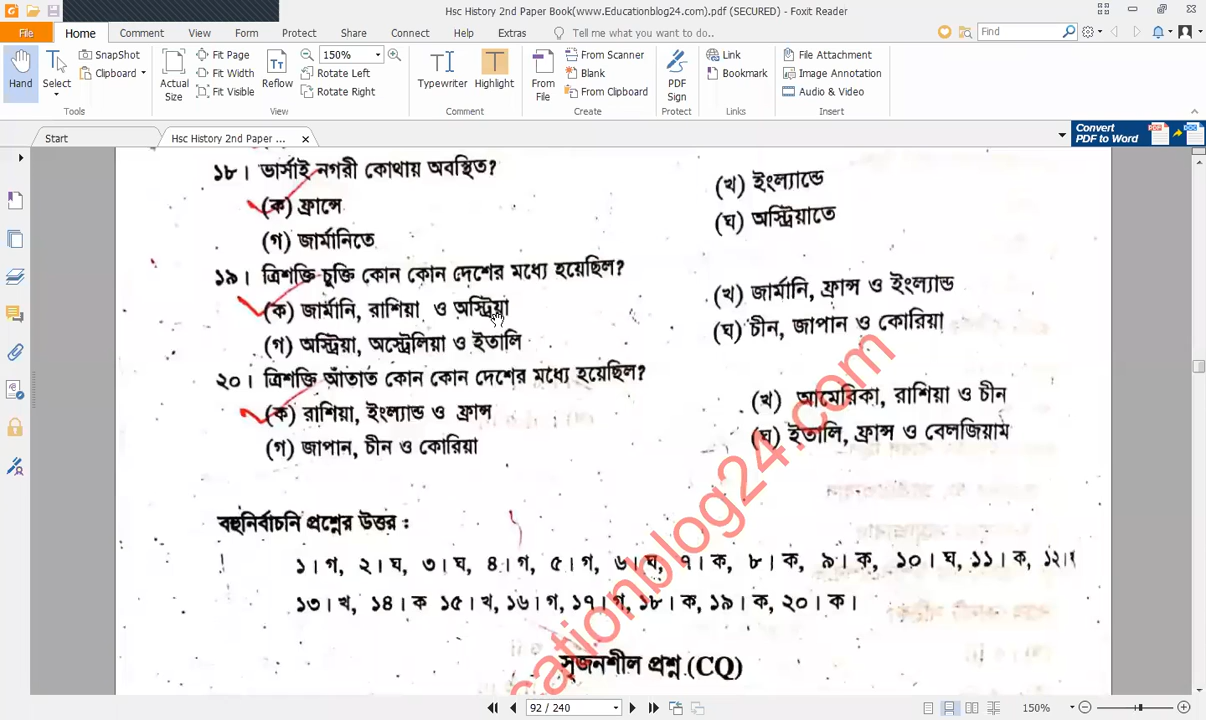 Hsc History 2nd Paper Book(www.Educationblog24.com).pdf (SECURED) - Foxit Reader
File Home Comment View Form Protect Share Connect Help Extras Tell me what you want to do.. Find
Hand Select SnapShot Clipboard Actual Size Fit Page Fit Width Fit Visible Reflow 150% Rotate Left Rotate Right Typewriter Highlight From File From Scanner Blank From Clipboard PDF Sign Link Bookmark File Attachment Image Annotation Audio & Video
Tools View Comment Create Protect Links Insert
Start Hsc History 2nd Paper ... Convert PDF to Word
১৮। ভার্সাই নগরী কোথায় অবস্থিত?
(ক) ফ্রান্সে (খ) ইংল্যান্ডে
(গ) জার্মানিতে (ঘ) অস্ট্রিয়াতে
১৯। ত্রিশক্তি চুক্তি কোন কোন দেশের মধ্যে হয়েছিল?
(ক) জার্মানি, রাশিয়া ও অস্ট্রিয়া (খ) জার্মানি, ফ্রান্স ও ইংল্যান্ড
(গ) অস্ট্রিয়া, অস্ট্রেলিয়া ও ইতালি (ঘ) চীন, জাপান ও কোরিয়া
২০। ত্রিশক্তি আঁতাত কোন কোন দেশের মধ্যে হয়েছিল?
(ক) রাশিয়া, ইংল্যান্ড ও ফ্রান্স (খ) আমেরিকা, রাশিয়া ও চীন
(গ) জাপান, চীন ও কোরিয়া (ঘ) ইতালি, ফ্রান্স ও বেলজিয়াম
বহুনির্বাচনি প্রশ্নের উত্তর :
১। গ, ২। ঘ, ৩। ঘ, ৪। গ, ৫। গ, ৬। ঘ, ৭। ক, ৮। ক, ৯। ক, ১০। ঘ, ১১। ক, ১২।
১৩। খ, ১৪। ক ১৫। খ, ১৬। গ, ১৭। গ, ১৮। ক, ১৯। ক, ২০। ক।
সৃজনশীল প্রশ্ন (CQ)
cationblog24.com
92 / 240 150%